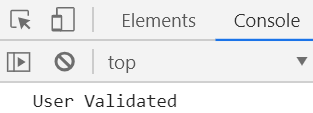 Elements Console
top
User Validated